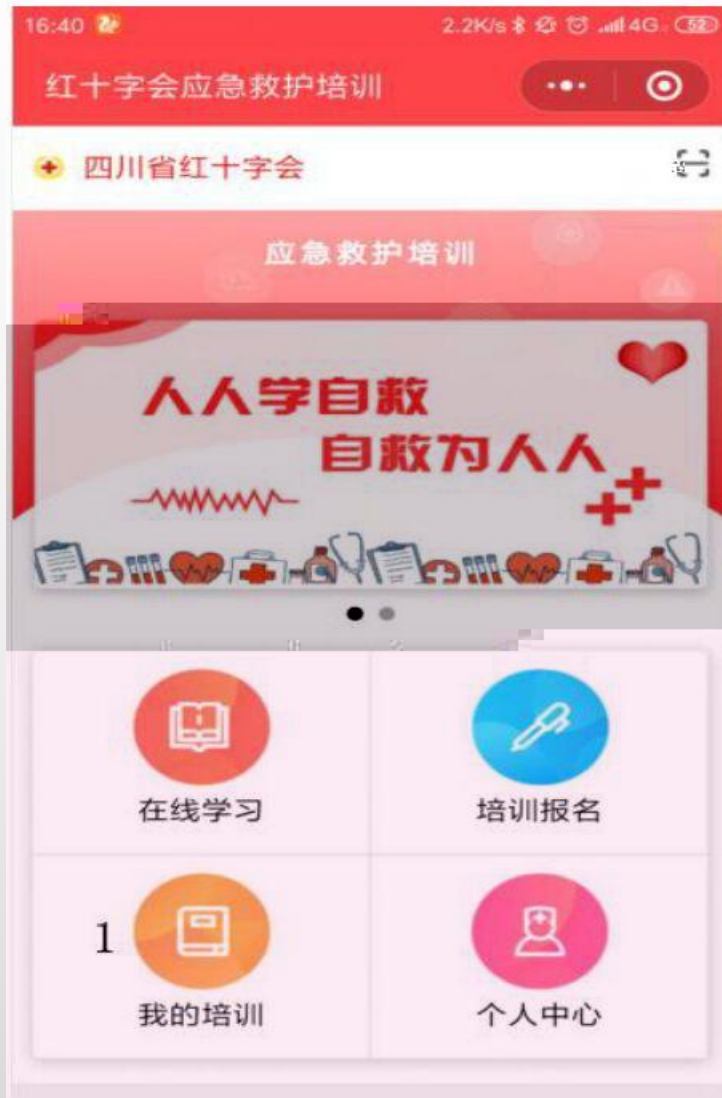 16:40 2.2K/s 4G 52
红十字会应急救护培训
四川省红十字会
应急救护培训
人人学自救
自救为人人
在线学习 培训报名
1
我的培训 个人中心